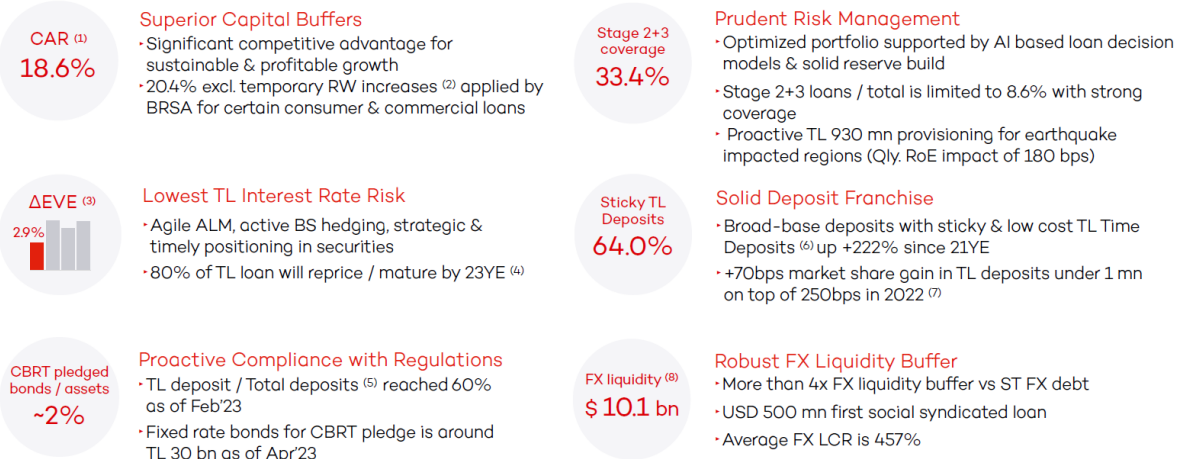 CAR (1)
18.6%
Superior Capital Buffers
‣Significant competitive advantage for
sustainable & profitable growth
‣20.4% excl. temporary RW increases (2) applied by
BRSA for certain consumer & commercial loans
Stage 2+3
coverage
33.4%
Prudent Risk Management
‣Optimized portfolio supported by AI based loan decision
models & solid reserve build
‣Stage 2+3 loans / total is limited to 8.6% with strong
coverage
‣ Proactive TL 930 mn provisioning for earthquake
impacted regions (Qly. RoE impact of 180 bps)
ΔEVE (3)
2.9%
Lowest TL Interest Rate Risk
‣Agile ALM, active BS hedging, strategic &
timely positioning in securities
‣80% of TL loan will reprice / mature by 23YE (4)
Sticky TL
Deposits
64.0%
Solid Deposit Franchise
‣Broad-base deposits with sticky & low cost TL Time
Deposits (6) up +222% since 21YE
‣+70bps market share gain in TL deposits under 1 mn
on top of 250bps in 2022 (7)
CBRT pledged
bonds / assets
~2%
Proactive Compliance with Regulations
‣TL deposit / Total deposits (5) reached 60%
as of Feb'23
‣Fixed rate bonds for CBRT pledge is around
TL 30 bn as of Apr'23
FX liquidity (8)
$ 10.1 bn
Robust FX Liquidity Buffer
‣More than 4x FX liquidity buffer vs ST FX debt
‣USD 500 mn first social syndicated loan
‣Average FX LCR is 457%